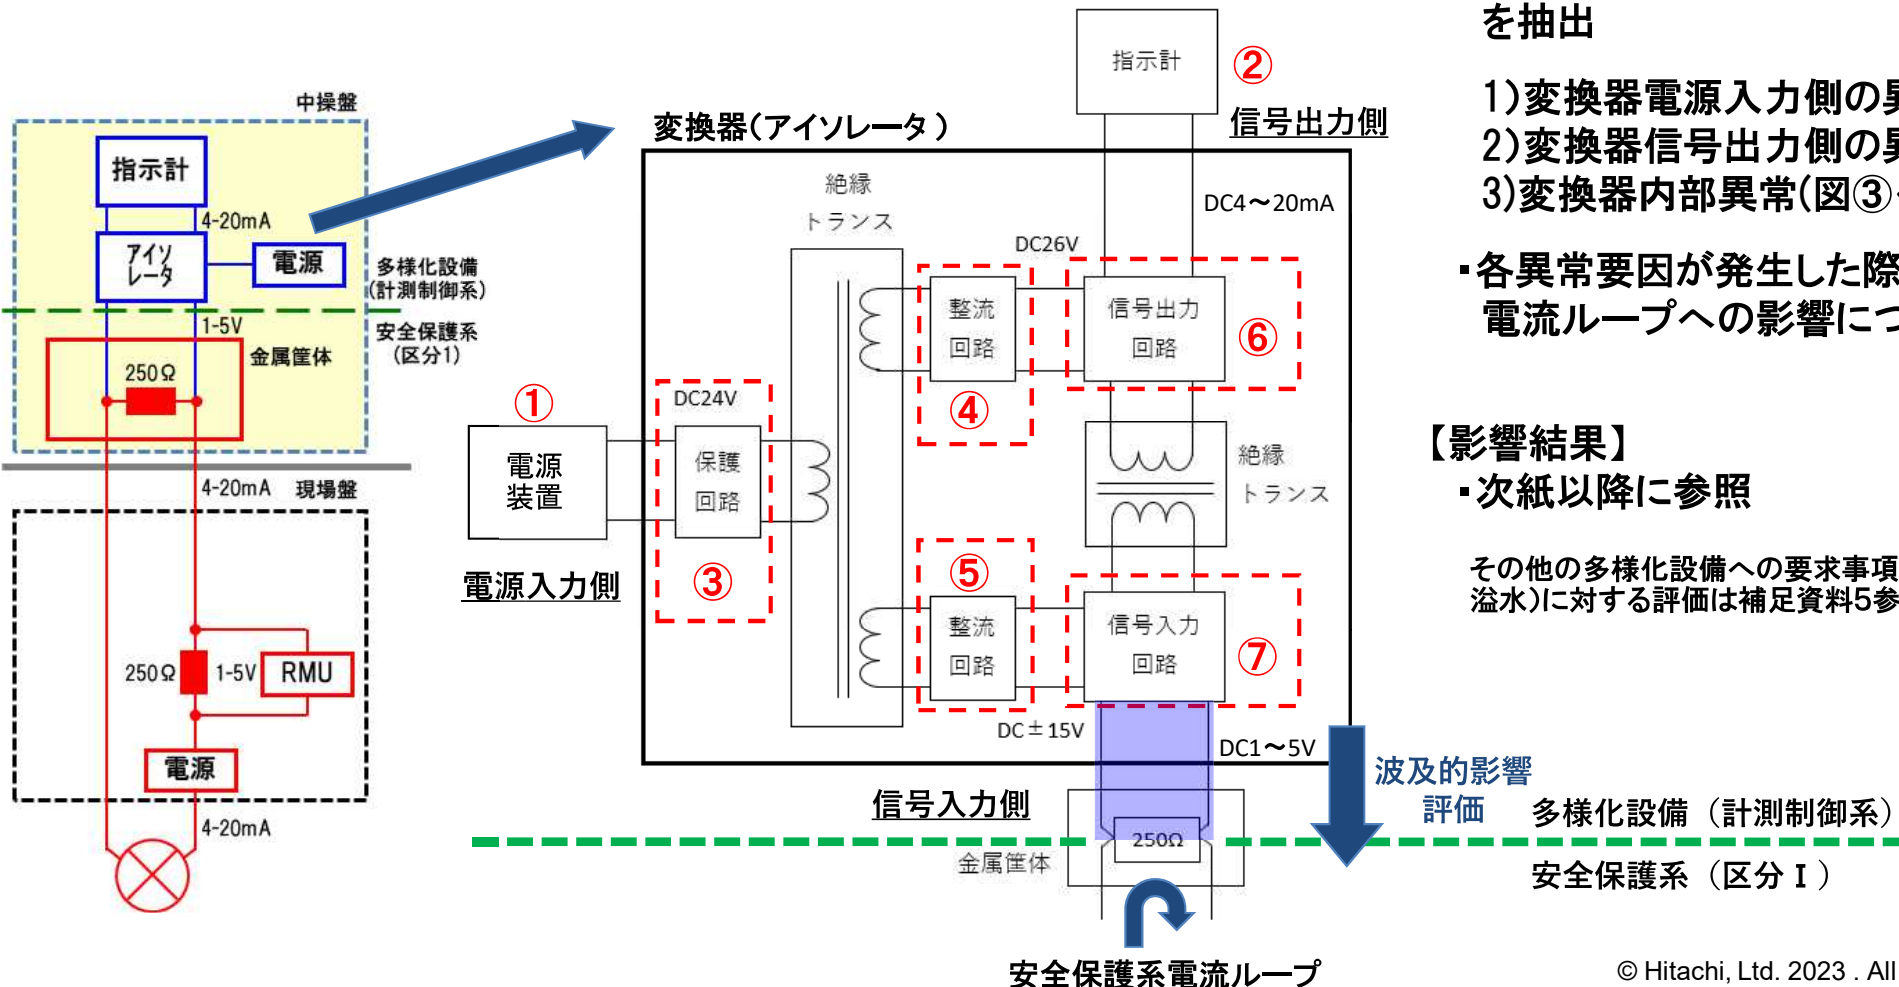 中操盤
指示計
4-20mA
アイソ
レータ
電源
多様化設備
(計測制御系)
1-5V
安全保護系
(区分1)
金属筐体
250Ω
4-20mA
現場盤
250Ω
1-5V
RMU
電源
4-20mA
変換器(アイソレータ)
指示計
②
信号出力側
絶縁
トランス
DC4～20mA
DC26V
整流
回路
④
信号出力
回路
⑥
①
電源
装置
電源入力側
DC24V
保護
回路
③
絶縁
トランス
⑤
整流
回路
信号入力
回路
⑦
DC±15V
DC1～5V
信号入力側
250Ω
金属筐体
安全保護系電流ループ
波及的影響
評価
多様化設備（計測制御系）
安全保護系（区分Ⅰ）
を抽出
1)変換器電源入力側の
2)変換器信号出力側の
3)変換器内部異常(図③
・各異常要因が発生した際
電流ループへの影響につ
【影響結果】
・次紙以降に参照
その他の多様化設備への要求事項
溢水)に対する評価は補足資料5参
© Hitachi, Ltd. 2023 . All